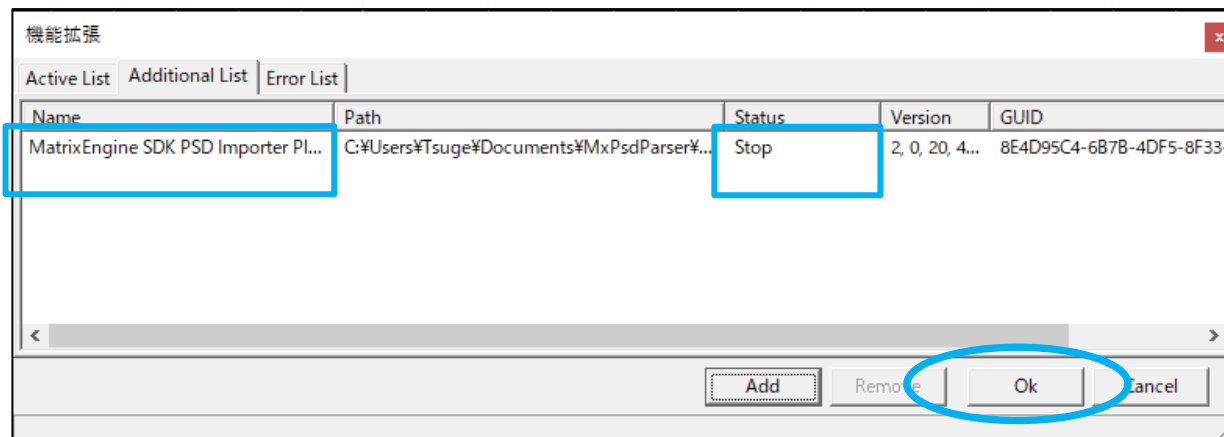 機能拡張
x
Active List Additional List Error List
Name Path Status Version GUID
MatrixEngine SDK PSD Importer Pl... C:¥Users¥Tsuge¥Documents¥MxPsdParser¥... Stop 2, 0, 20, 4... 8E4D95C4-6B7B-4DF5-8F33-
Add Remove Ok Cancel